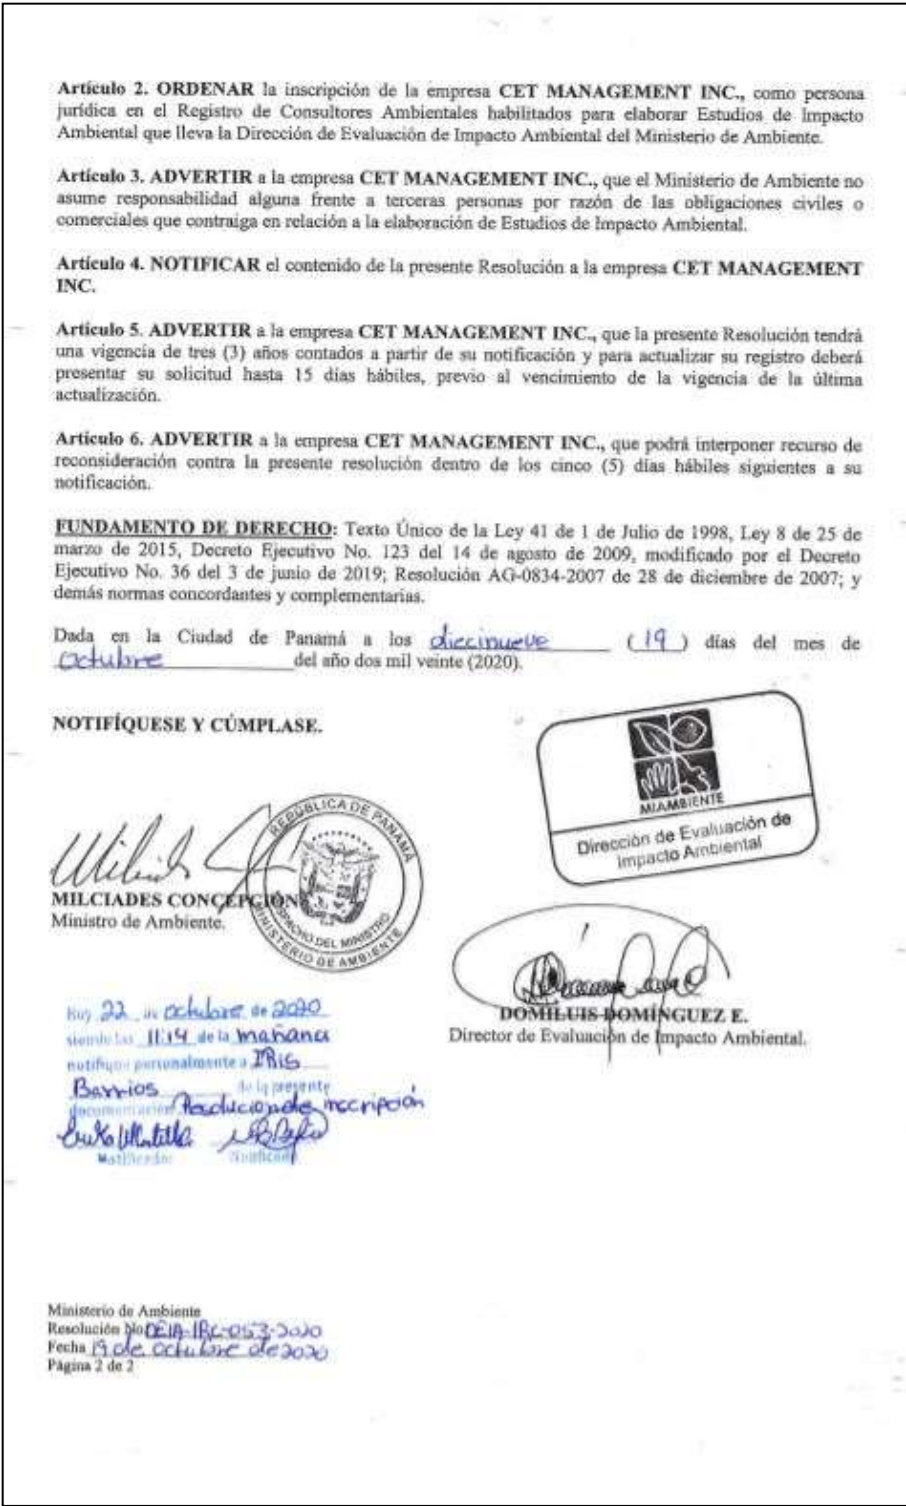 Artículo 2. ORDENAR la inscripción de la empresa CET MANAGEMENT INC., como persona
jurídica en el Registro de Consultores Ambientales habilitados para elaborar Estudios de Impacto
Ambiental que lleva la Dirección de Evaluación de Impacto Ambiental del Ministerio de Ambiente.
Artículo 3. ADVERTIR a la empresa CET MANAGEMENT INC., que el Ministerio de Ambiente no
asume responsabilidad alguna frente a terceras personas por razón de las obligaciones civiles o
comerciales que contraiga en relación a la elaboración de Estudios de Impacto Ambiental.
Artículo 4. NOTIFICAR el contenido de la presente Resolución a la empresa CET MANAGEMENT
INC.
Artículo 5. ADVERTIR a la empresa CET MANAGEMENT INC., que la presente Resolución tendrá
una vigencia de tres (3) años contados a partir de su notificación y para actualizar su registro deberá
presentar su solicitud hasta 15 días hábiles, previo al vencimiento de la vigencia de la última
actualización.
Artículo 6. ADVERTIR a la empresa CET MANAGEMENT INC., que podrá interponer recurso de
reconsideración contra la presente resolución dentro de los cinco (5) días hábiles siguientes a su
notificación.
FUNDAMENTO DE DERECHO: Texto Único de la Ley 41 de 1 de Julio de 1998, Ley 8 de 25 de
marzo de 2015, Decreto Ejecutivo No. 123 del 14 de agosto de 2009, modificado por el Decreto
Ejecutivo No. 36 del 3 de junio de 2019; Resolución AG-0834-2007 de 28 de diciembre de 2007; y
demás normas concordantes y complementarias.
Dada en la Ciudad de Panamá a los diecinueve (19) días del mes de
Octubre del año dos mil veinte (2020).
NOTIFÍQUESE Y CÚMPLASE.
MIAMBIENTE
Dirección de Evaluación de
Impacto Ambiental
REPÚBLICA DE PANAMÁ
DESPACHO DEL MINISTRO
MINISTERIO DE AMBIENTE
MILCIADES CONCEPCIÓN
Ministro de Ambiente.
DOMILUIS DOMÍNGUEZ E.
Director de Evaluación de Impacto Ambiental.
Hoy 22 de octubre de 2020
siendo las 11:14 de la mañana
notifique personalmente a IRIS
Barrios de la presente
documentación Resolucion de inscripción
Notificador Notificado
Ministerio de Ambiente
Resolución No DEIA-IRC-053-2020
Fecha 19 de octubre de 2020
Página 2 de 2